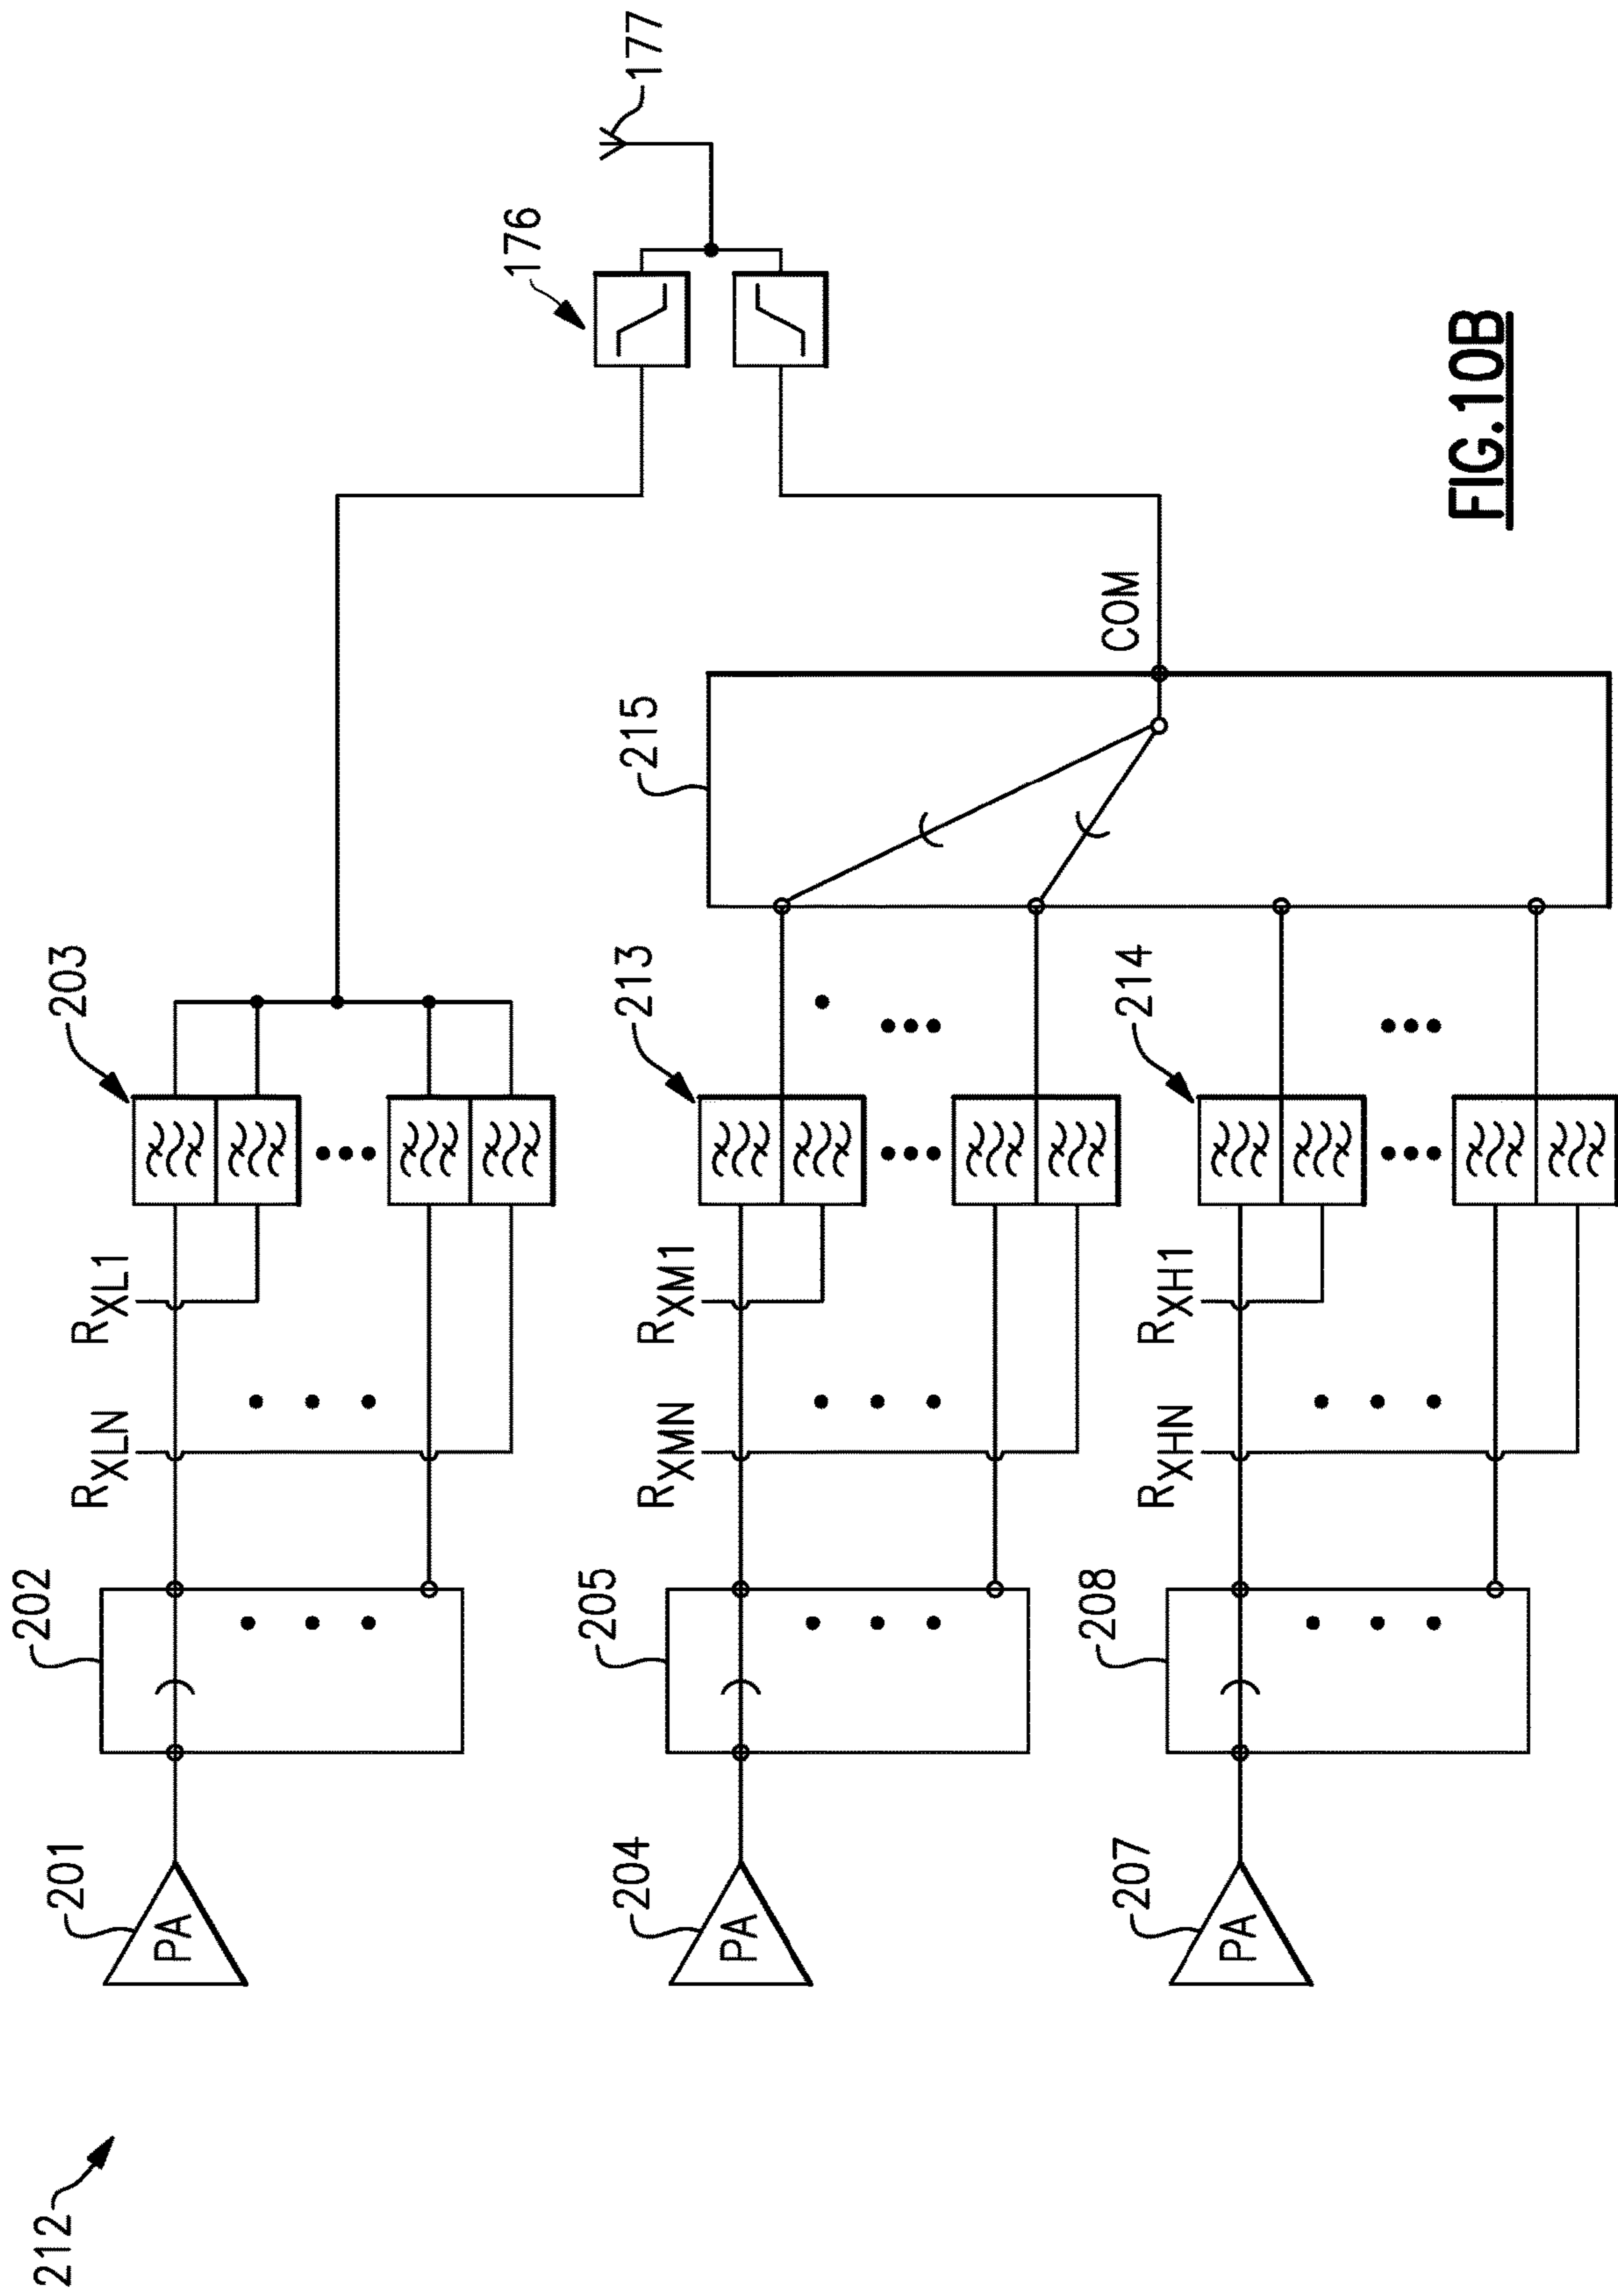 212
201
PA
202
RXLN
RXL1
203
176
177
204
PA
205
RXMN
RXM1
213
215
COM
207
PA
208
RXHN
RXH1
214
FIG.10B